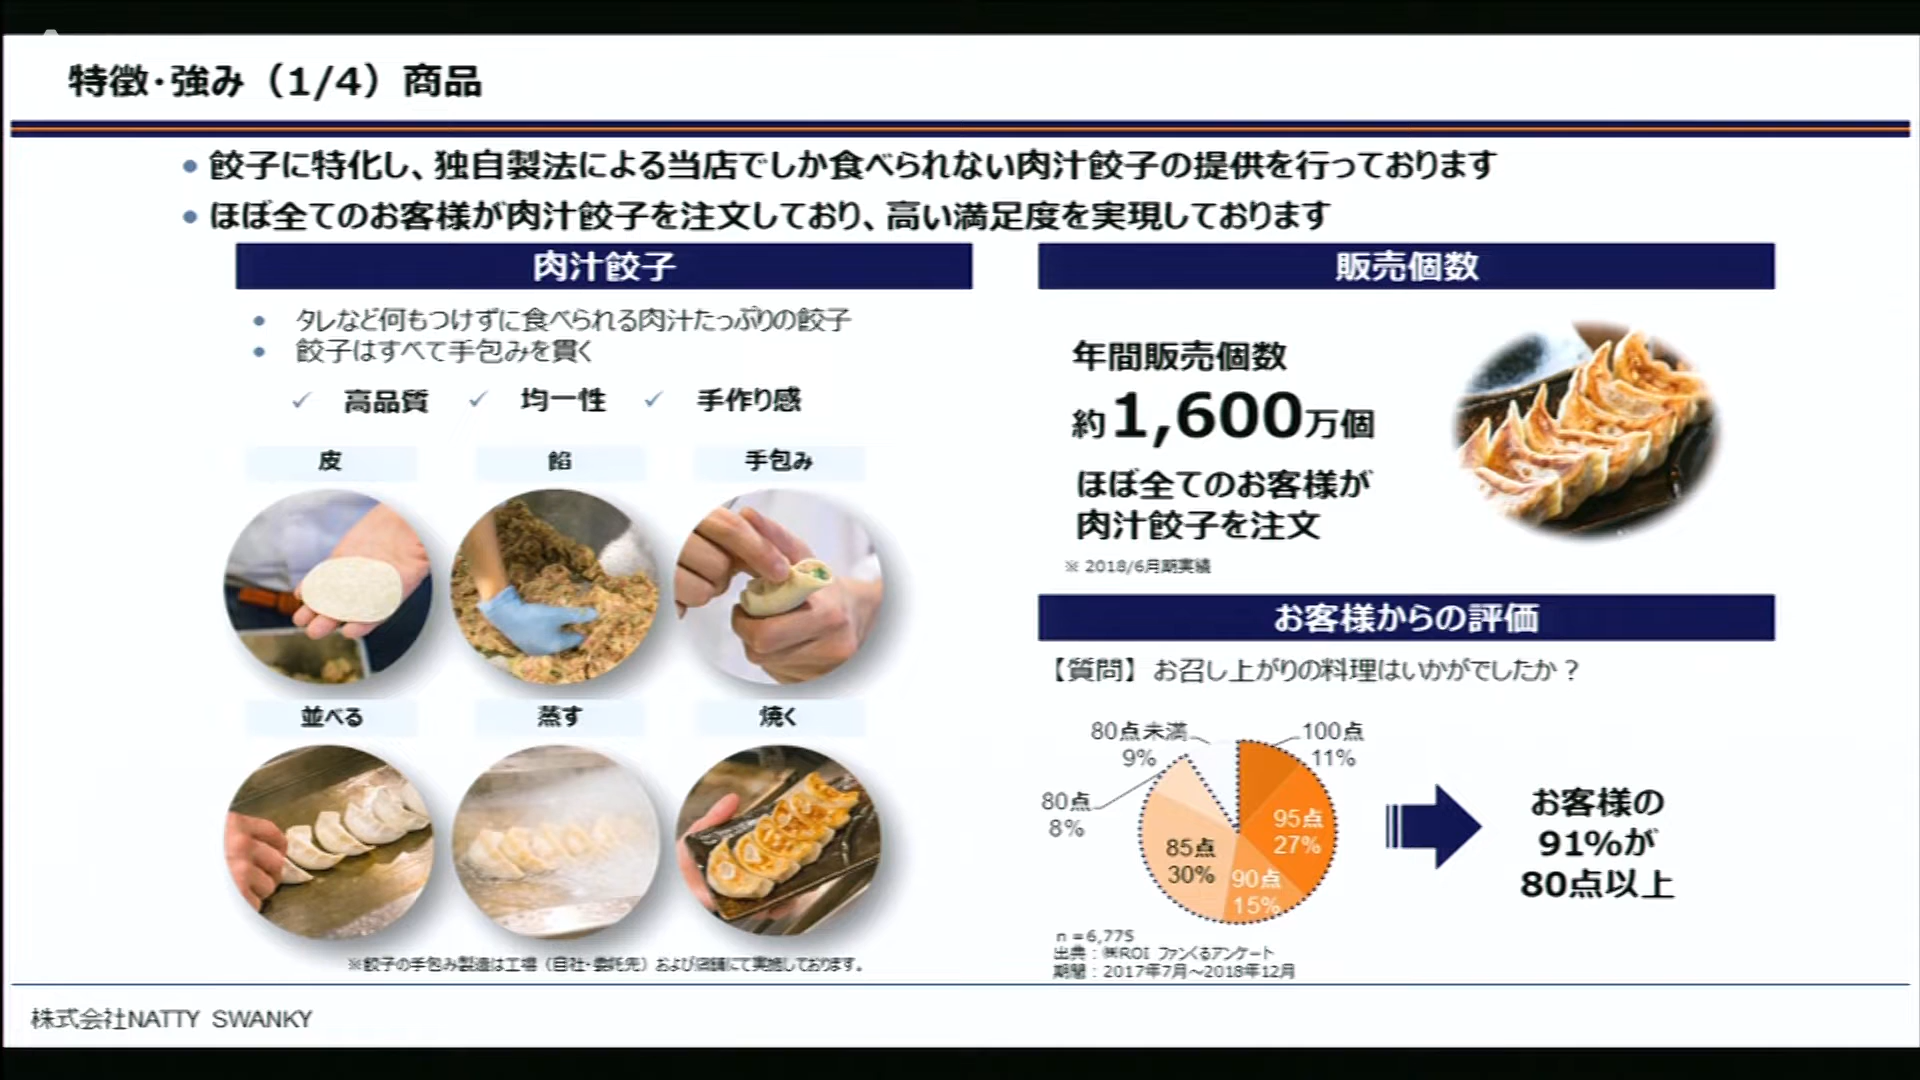 特徴・強み（1/4）商品
● 餃子に特化し、独自製法による当店でしか食べられない肉汁餃子の提供を行っております
● ほぼ全てのお客様が肉汁餃子を注文しており、高い満足度を実現しております
肉汁餃子
● タレなど何もつけずに食べられる肉汁たっぷりの餃子
● 餃子はすべて手包みを貫く
✓ 高品質 ✓ 均一性 ✓ 手作り感
皮 餡 手包み
並べる 蒸す 焼く
※餃子の手包み製造は工場（自社・委託先）および店舗にて実施しております。
販売個数
年間販売個数
約1,600万個
ほぼ全てのお客様が
肉汁餃子を注文
※ 2018/6月期実績
お客様からの評価
【質問】お召し上がりの料理はいかがでしたか？
80点未満
9%
100点
11%
80点
8%
95点
27%
85点
30%
90点
15%
お客様の
91%が
80点以上
n＝6,775
出典：㈱ROI ファンくるアンケート
期間：2017年7月～2018年12月
株式会社NATTY SWANKY